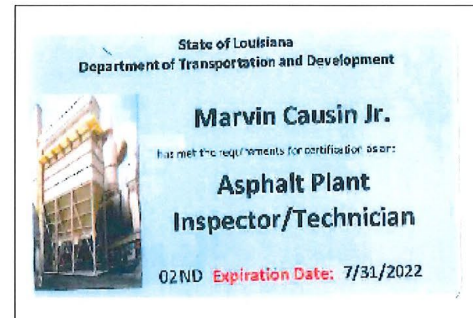 State of Louisiana
Department of Transportation and Development
Marvin Causin Jr.
has met the requirements for certification as an:
Asphalt Plant
Inspector/Technician
02ND Expiration Date: 7/31/2022